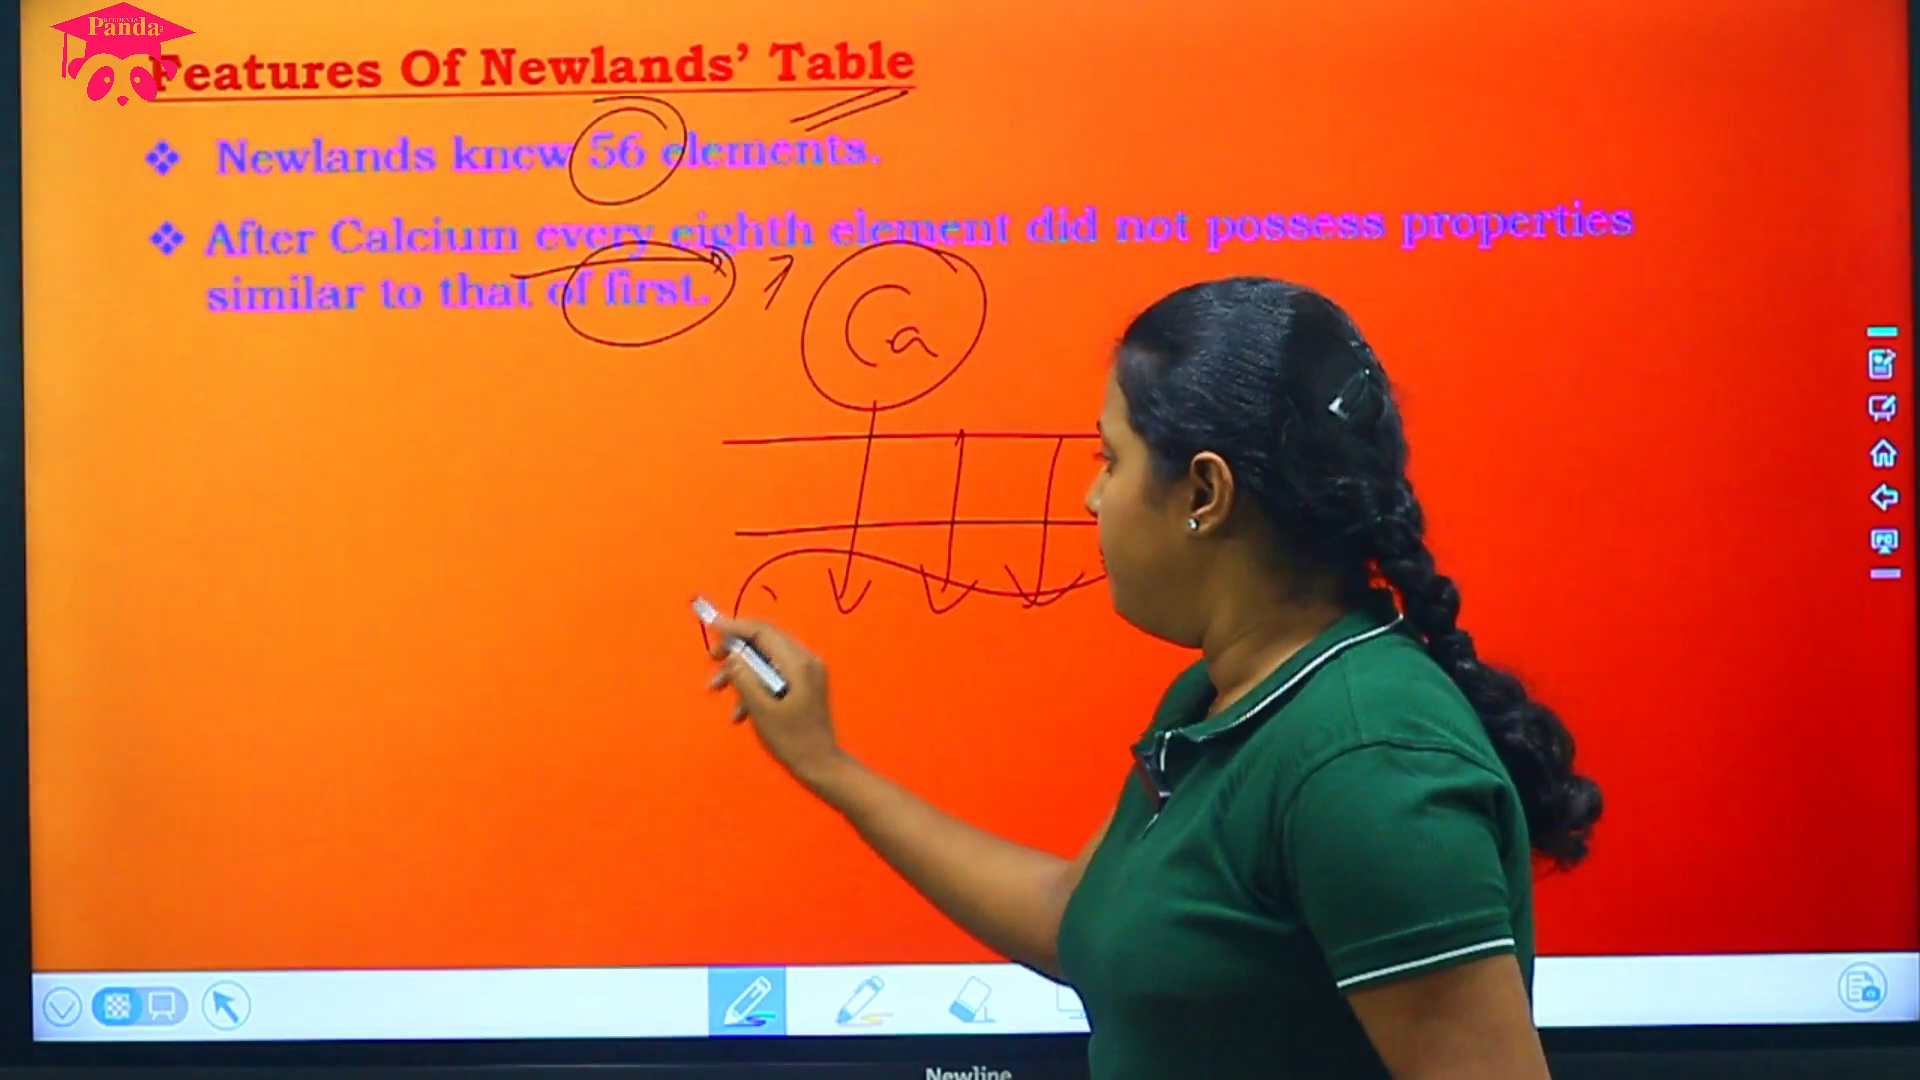 Panda
Features Of Newlands' Table
❖ Newlands knew 56 elements.
❖ After Calcium every eighth element did not possess properties
similar to that of first.
Ca
PC
Newline